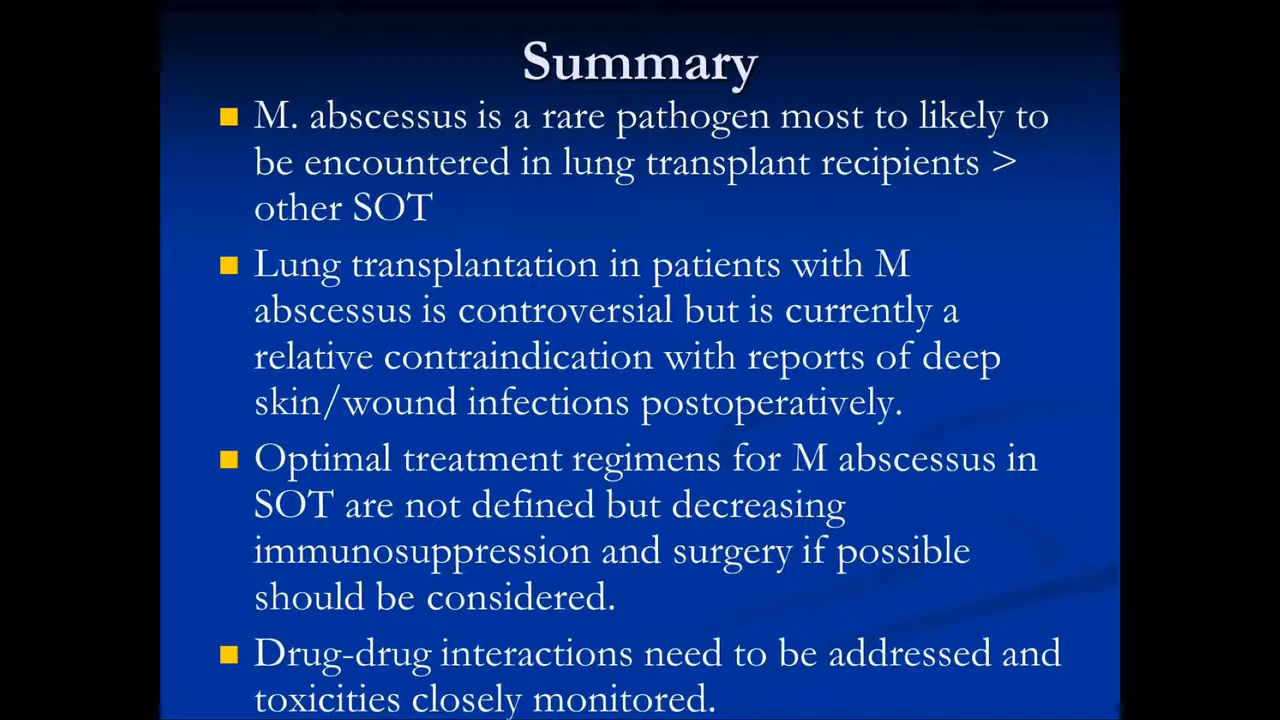 Summary
M. abscessus is a rare pathogen most to likely to
be encountered in lung transplant recipients >
other SOT
Lung transplantation in patients with M
abscessus is controversial but is currently a
relative contraindication with reports of deep
skin/wound infections postoperatively.
Optimal treatment regimens for M abscessus in
SOT are not defined but decreasing
immunosuppression and surgery if possible
should be considered.
Drug-drug interactions need to be addressed and
toxicities closely monitored.